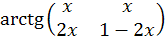 arctg(x x
2x 1 − 2x)